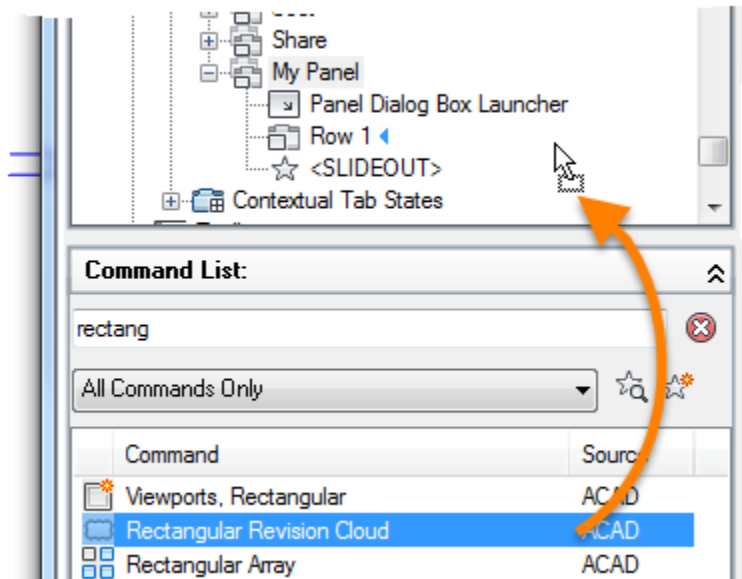 Share
My Panel
Panel Dialog Box Launcher
Row 1
<SLIDEOUT>
Contextual Tab States
Command List:
rectang
All Commands Only
Command Source
Viewports, Rectangular ACAD
Rectangular Revision Cloud ACAD
Rectangular Array ACAD